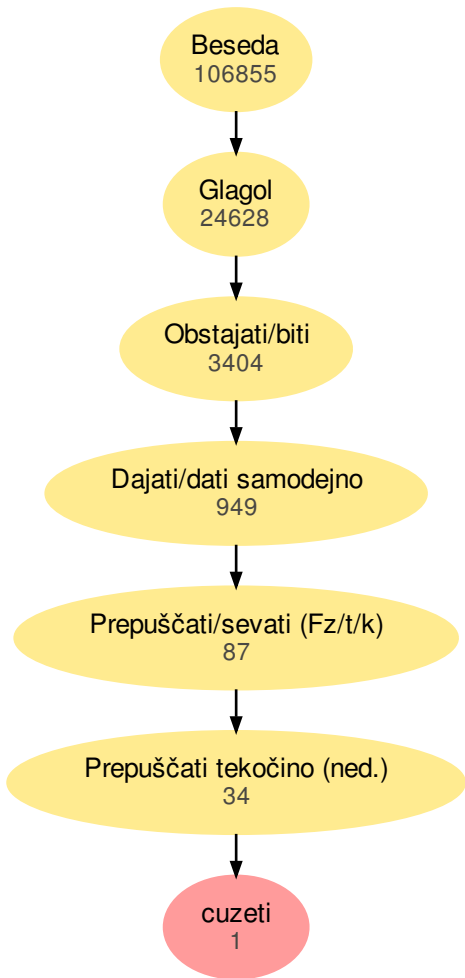 Beseda
106855
Glagol
24628
Obstajati/biti
3404
Dajati/dati samodejno
949
Prepuščati/sevati (Fz/t/k)
87
Prepuščati tekočino (ned.)
34
cuzeti
1